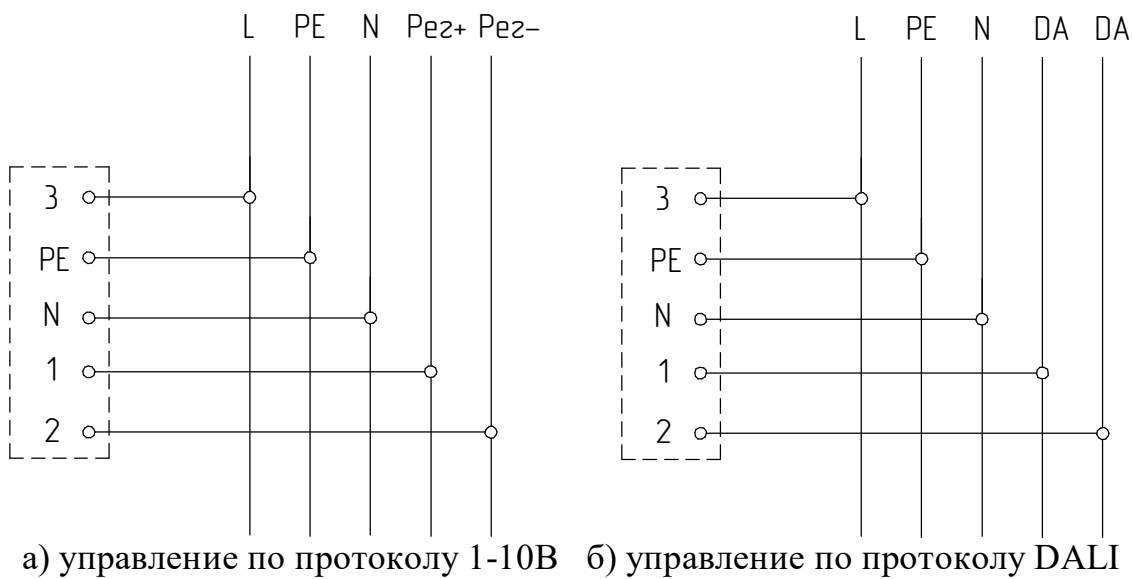 L PE N Рег+ Рег–
3
PE
N
1
2
а) управление по протоколу 1-10В
L PE N DA DA
3
PE
N
1
2
б) управление по протоколу DALI